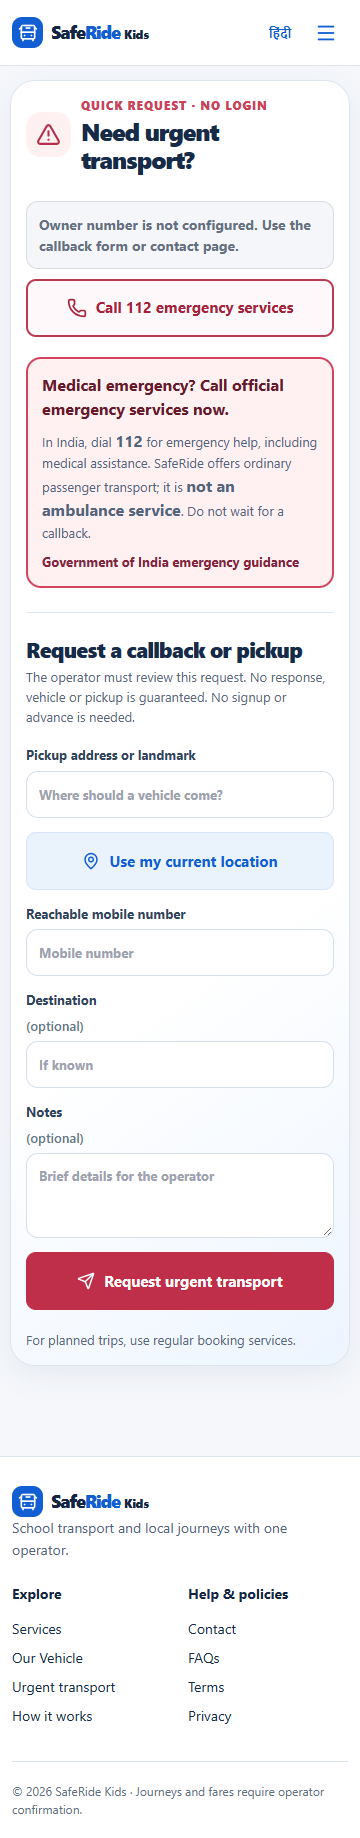 SafeRide Kids
हिंदी
QUICK REQUEST · NO LOGIN
Need urgent
transport?
Owner number is not configured. Use the
callback form or contact page.
Call 112 emergency services
Medical emergency? Call official
emergency services now.
In India, dial 112 for emergency help, including
medical assistance. SafeRide offers ordinary
passenger transport; it is not an
ambulance service. Do not wait for a
callback.
Government of India emergency guidance
Request a callback or pickup
The operator must review this request. No response,
vehicle or pickup is guaranteed. No signup or
advance is needed.
Pickup address or landmark
Where should a vehicle come?
Use my current location
Reachable mobile number
Mobile number
Destination
(optional)
If known
Notes
(optional)
Brief details for the operator
Request urgent transport
For planned trips, use regular booking services.
SafeRide Kids
School transport and local journeys with one
operator.
Explore
Services
Our Vehicle
Urgent transport
How it works
Help & policies
Contact
FAQs
Terms
Privacy
© 2026 SafeRide Kids · Journeys and fares require operator
confirmation.